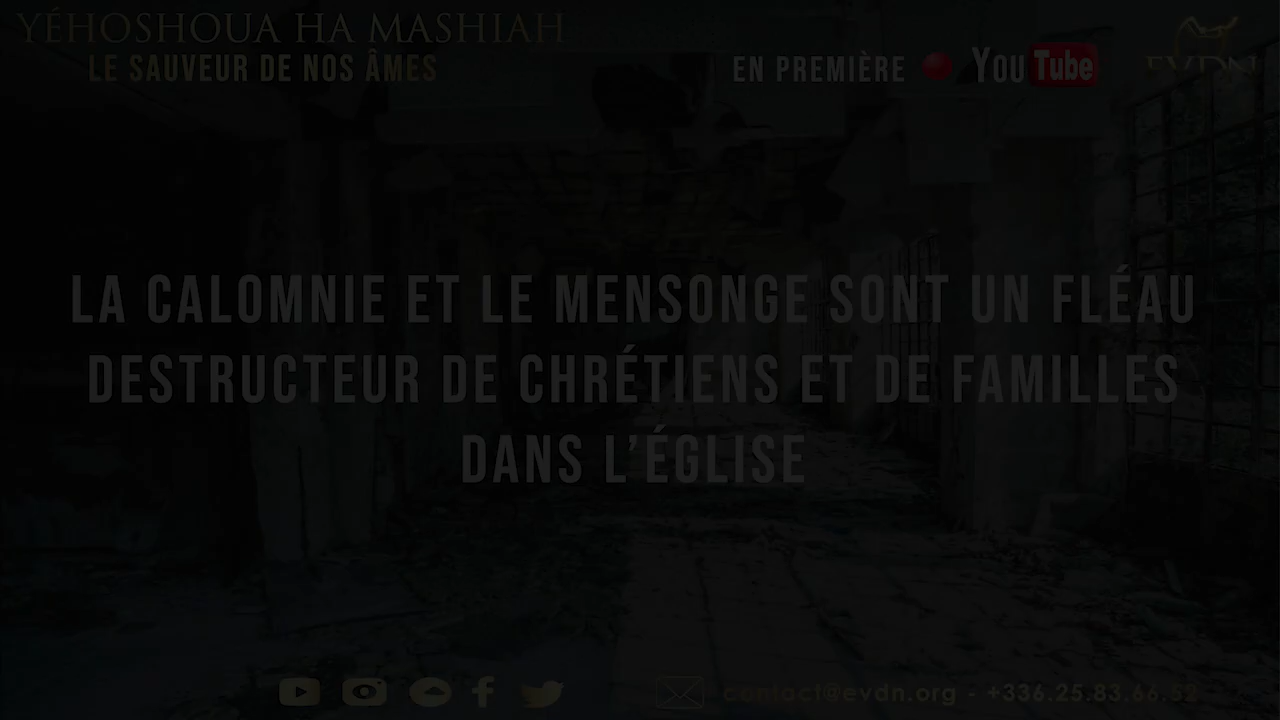 YÉHOSHOUA HA MASHIAH
LE SAUVEUR DE NOS ÂMES
EN PREMIÈRE YouTube
EVDN
LA CALOMNIE ET LE MENSONGE SONT UN FLÉAU
DESTRUCTEUR DE CHRÉTIENS ET DE FAMILLES
DANS L'ÉGLISE
contact@evdn.org - +336.25.83.66.52